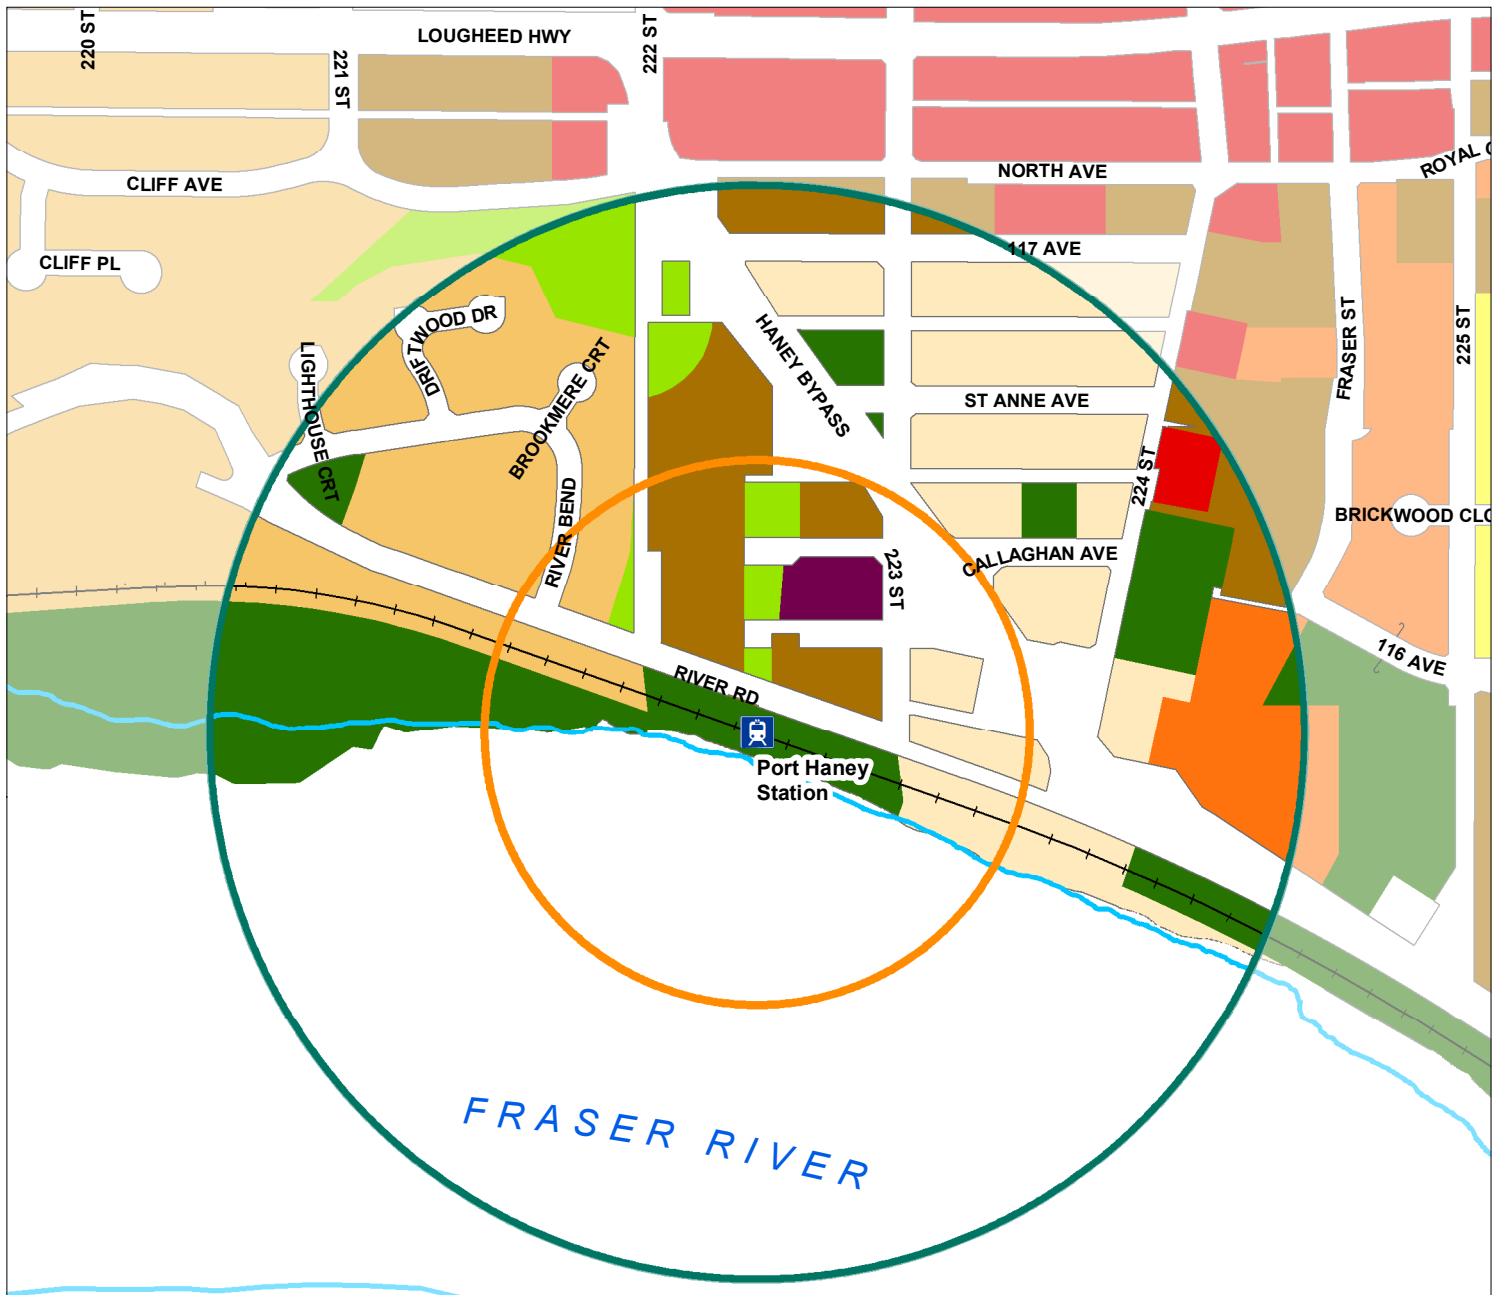 220 ST
LOUGHEED HWY
222 ST
221 ST
NORTH AVE
ROYAL
CLIFF AVE
117 AVE
CLIFF PL
DRIFTWOOD DR
HANEY BYPASS
FRASER ST
225 ST
LIGHTHOUSE CRT
BROOKMERE CRT
ST ANNE AVE
224 ST
BRICKWOOD CLO
RIVER BEND
CALLAGHAN AVE
223 ST
116 AVE
RIVER RD
Port Haney
Station
FRASER RIVER